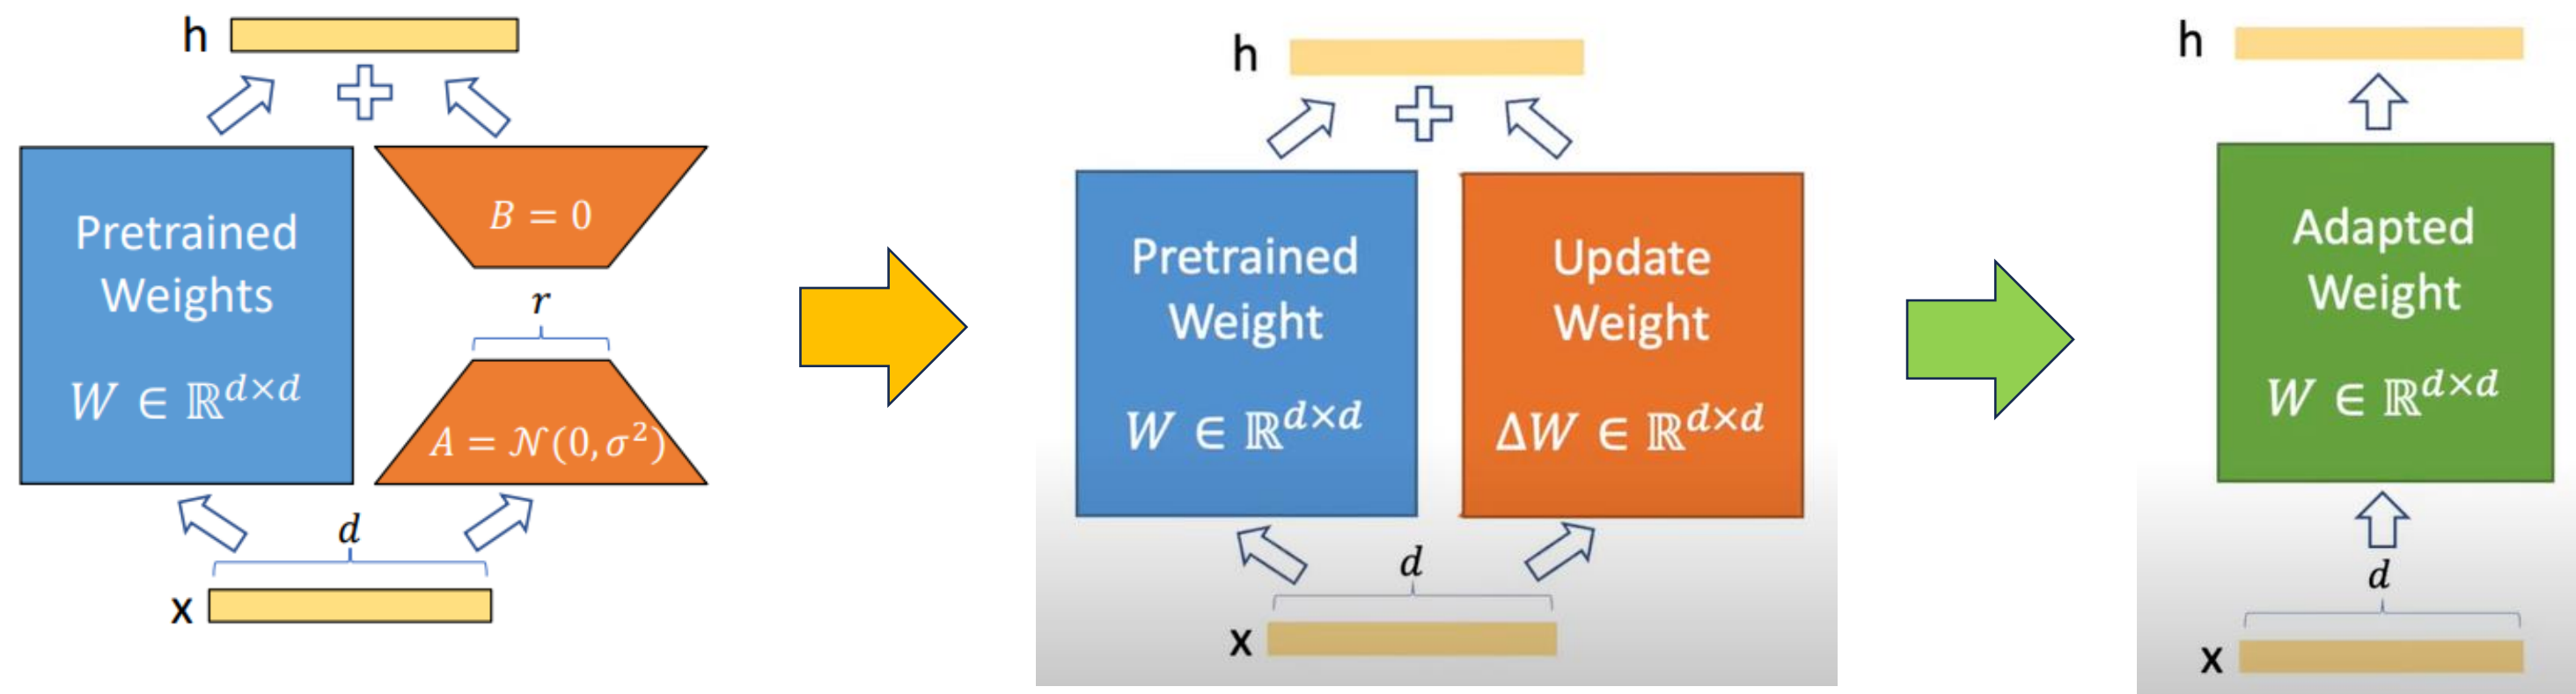 h
Pretrained
Weights
W ∈ ℝ^{d×d}
B = 0
r
A = 𝒩(0, σ²)
d
x
h
Pretrained
Weight
W ∈ ℝ^{d×d}
Update
Weight
ΔW ∈ ℝ^{d×d}
d
x
h
Adapted
Weight
W ∈ ℝ^{d×d}
d
x